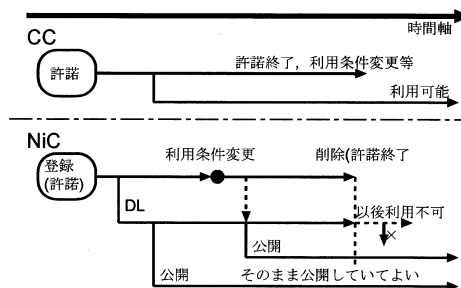 時間軸
CC
許諾
許諾終了，利用条件変更等
利用可能
NiC
登録
(許諾)
利用条件変更
削除(許諾終了
DL
以後利用不可
×
公開
公開
そのまま公開していてよい